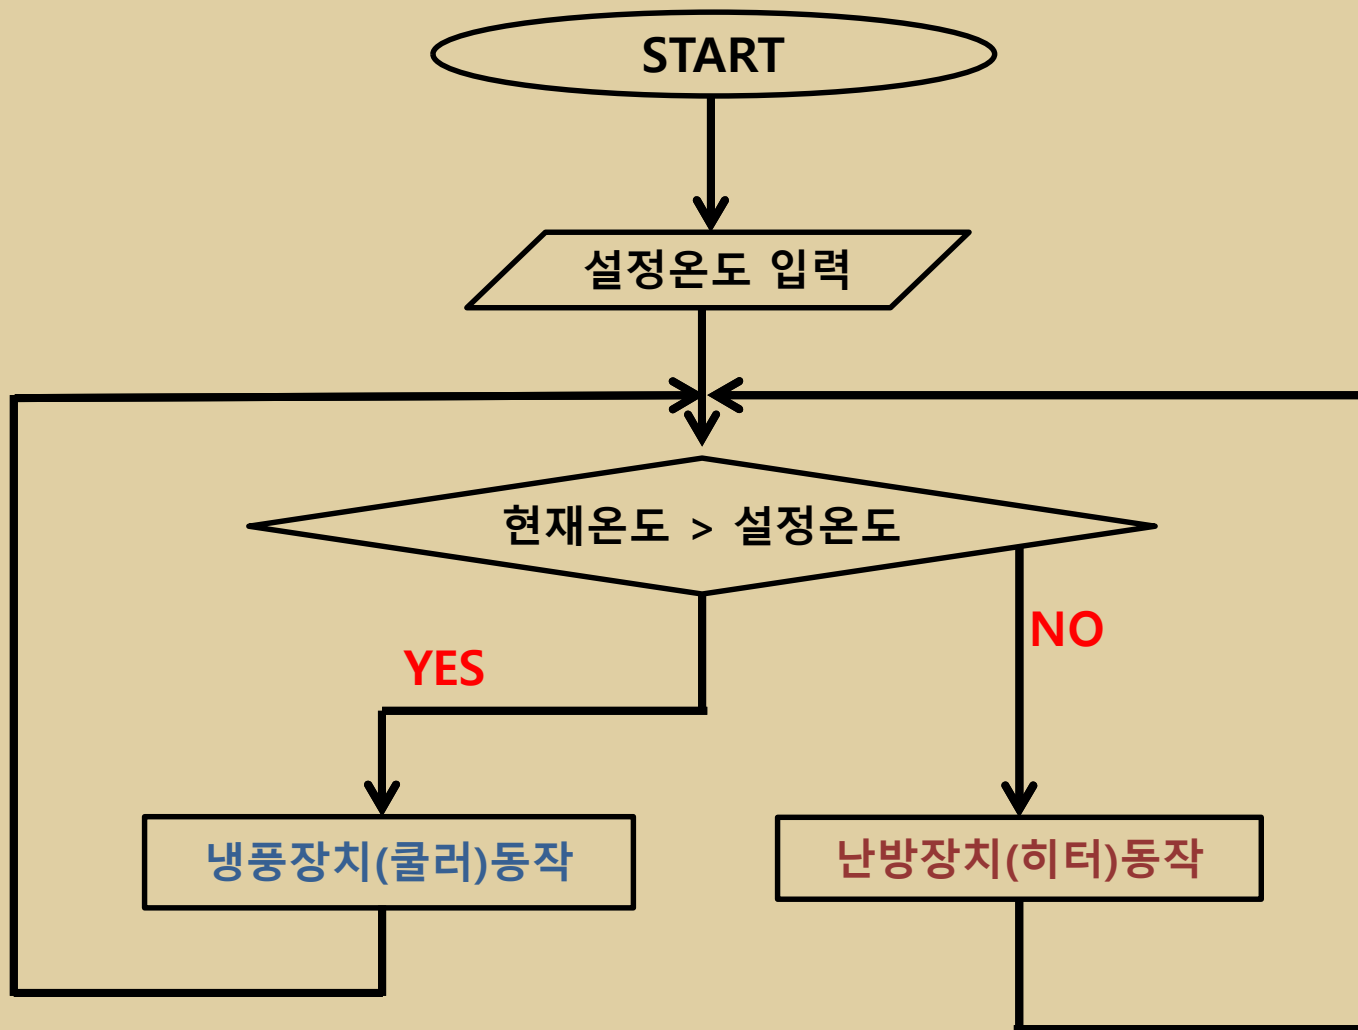 START
설정온도 입력
현재온도 > 설정온도
NO
YES
냉풍장치(쿨러)동작
난방장치(히터)동작